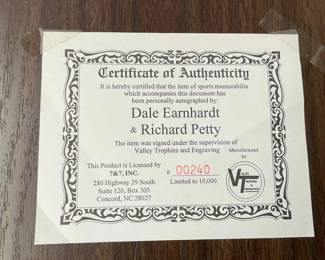 Certificate of Authenticity
It is hereby certified that the item of sports memorabilia
which accompanies this document has
been personally autographed by:
Dale Earnhardt
& Richard Petty
The item was signed under the supervision of
Valley Trophies and Engraving
This Product is Licensed by
7&7, INC.
280 Highway 29 South
Suite 120, Box 305
Concord, NC 28027
# 00240
Limited to 10,000
Manufactured by
VT